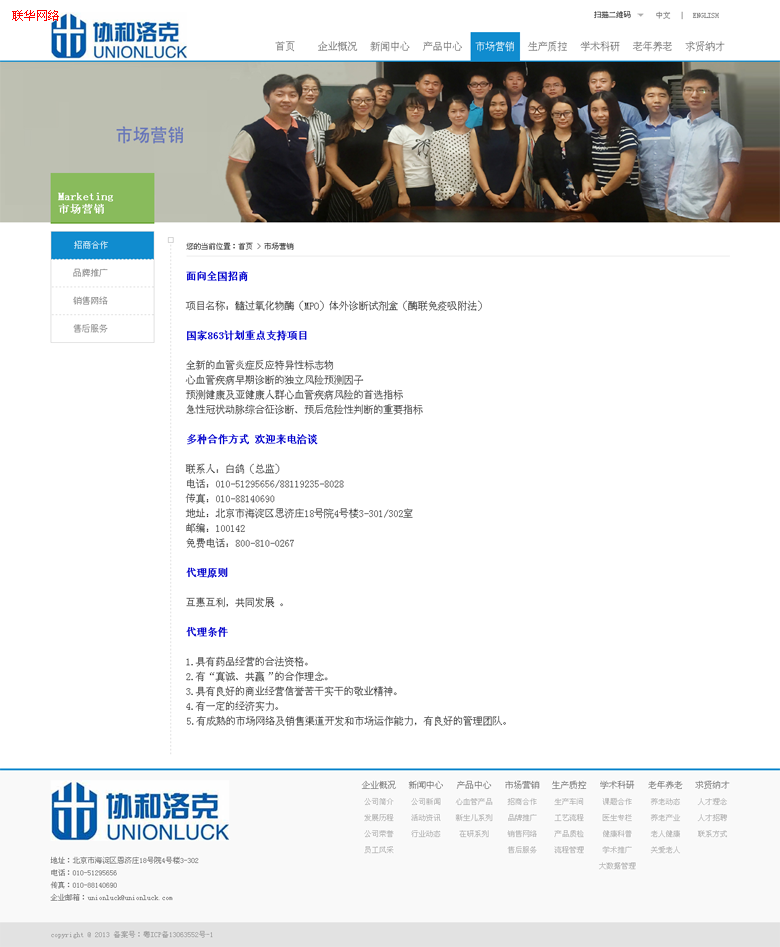 联华网络
协和洛克
UNIONLUCK
扫描二维码 中文 | ENGLISH
首页 企业概况 新闻中心 产品中心 市场营销 生产质控 学术科研 老年养老 求贤纳才
市场营销
Marketing
市场营销
招商合作
品牌推广
销售网络
售后服务
您的当前位置：首页 > 市场营销
面向全国招商
项目名称：髓过氧化物酶（MPO）体外诊断试剂盒（酶联免疫吸附法）
国家863计划重点支持项目
全新的血管炎症反应特异性标志物
心血管疾病早期诊断的独立风险预测因子
预测健康及亚健康人群心血管疾病风险的首选指标
急性冠状动脉综合征诊断、预后危险性判断的重要指标
多种合作方式 欢迎来电洽谈
联系人：白鸽（总监）
电话：010-51295656/88119235-8028
传真：010-88140690
地址：北京市海淀区恩济庄18号院4号楼3-301/302室
邮编：100142
免费电话：800-810-0267
代理原则
互惠互利，共同发展 。
代理条件
1.具有药品经营的合法资格。
2.有“真诚、共赢 ”的合作理念。
3.具有良好的商业经营信誉苦干实干的敬业精神。
4.有一定的经济实力。
5.有成熟的市场网络及销售渠道开发和市场运作能力，有良好的管理团队。
协和洛克
UNIONLUCK
地址：北京市海淀区恩济庄18号院4号楼3-302
电话：010-51295656
传真：010-88140690
企业邮箱：unionluck@unionluck.com
企业概况 新闻中心 产品中心 市场营销 生产质控 学术科研 老年养老 求贤纳才
公司简介 公司新闻 心血管产品 招商合作 生产车间 课题合作 养老动态 人才理念
发展历程 活动资讯 新生儿系列 品牌推广 工艺流程 医生专栏 养老产业 人才招聘
公司荣誉 行业动态 在研系列 销售网络 产品质检 健康科普 老人健康 联系方式
员工风采 售后服务 流程管理 学术推广 关爱老人
大数据管理
copyright @ 2013 备案号：粤ICP备13063552号-1